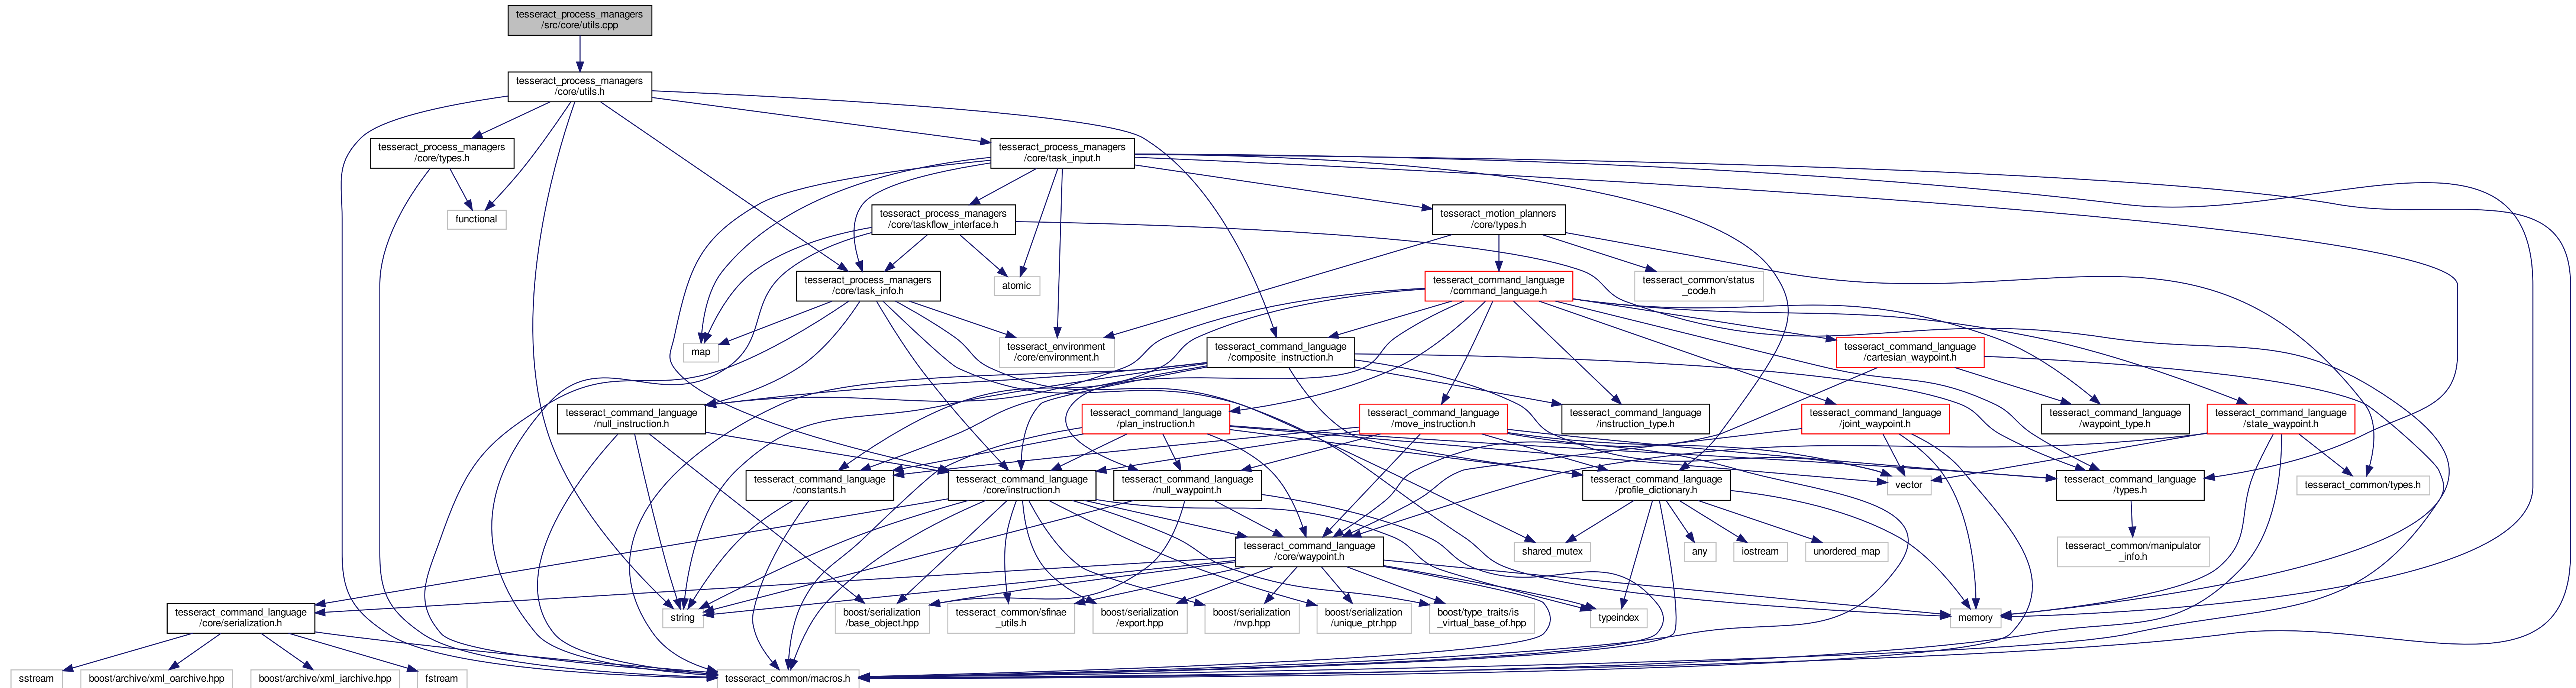 tesseract_process_managers
/src/core/utils.cpp
tesseract_process_managers
/core/utils.h
tesseract_process_managers
/core/types.h
tesseract_process_managers
/core/task_input.h
functional
tesseract_process_managers
/core/taskflow_interface.h
tesseract_motion_planners
/core/types.h
tesseract_process_managers
/core/task_info.h
atomic
tesseract_command_language
/command_language.h
tesseract_common/status
_code.h
map
tesseract_environment
/core/environment.h
tesseract_command_language
/composite_instruction.h
tesseract_command_language
/cartesian_waypoint.h
tesseract_command_language
/null_instruction.h
tesseract_command_language
/plan_instruction.h
tesseract_command_language
/move_instruction.h
tesseract_command_language
/instruction_type.h
tesseract_command_language
/joint_waypoint.h
tesseract_command_language
/waypoint_type.h
tesseract_command_language
/state_waypoint.h
tesseract_command_language
/constants.h
tesseract_command_language
/core/instruction.h
tesseract_command_language
/null_waypoint.h
tesseract_command_language
/profile_dictionary.h
vector
tesseract_command_language
/types.h
tesseract_common/types.h
tesseract_command_language
/core/waypoint.h
shared_mutex
any
iostream
unordered_map
tesseract_common/manipulator
_info.h
tesseract_command_language
/core/serialization.h
string
boost/serialization
/base_object.hpp
tesseract_common/sfinae
_utils.h
boost/serialization
/export.hpp
boost/serialization
/nvp.hpp
boost/serialization
/unique_ptr.hpp
boost/type_traits/is
_virtual_base_of.hpp
typeindex
memory
sstream
boost/archive/xml_oarchive.hpp
boost/archive/xml_iarchive.hpp
fstream
tesseract_common/macros.h